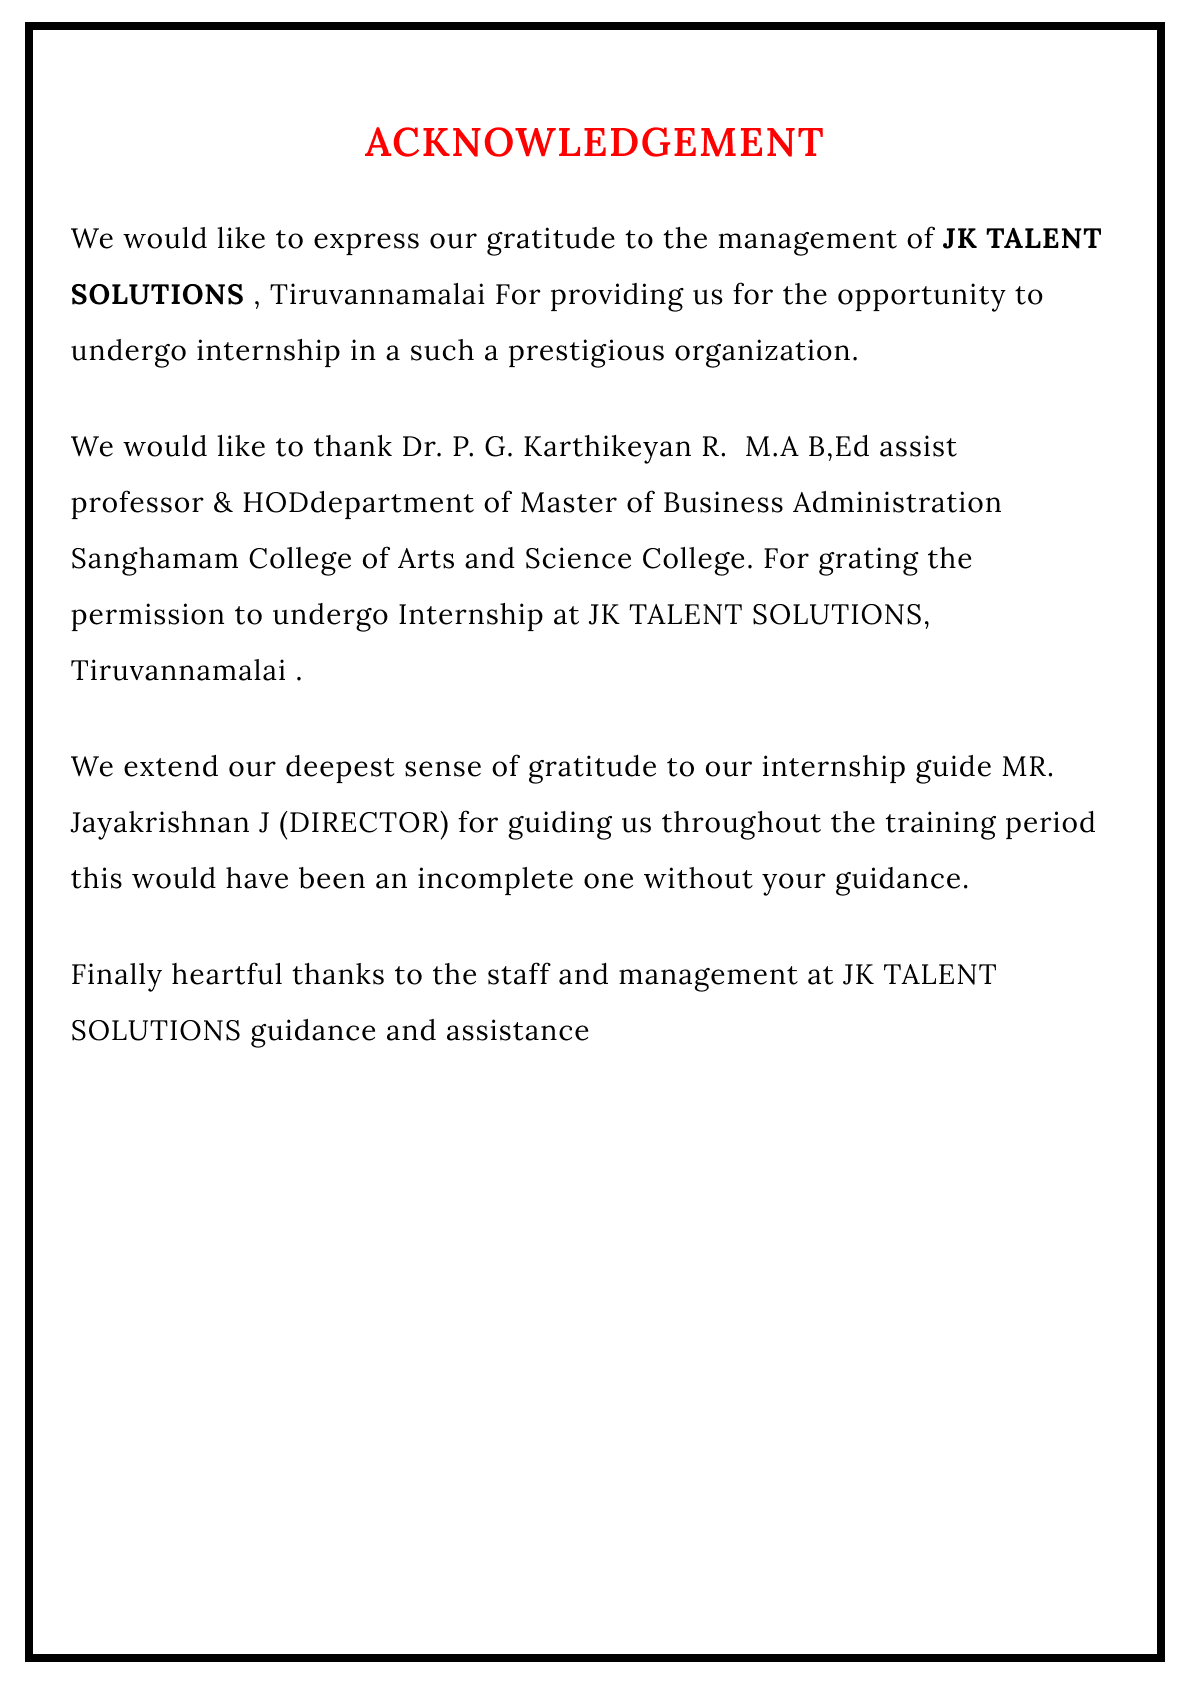 ACKNOWLEDGEMENT
We would like to express our gratitude to the management of JK TALENT
SOLUTIONS , Tiruvannamalai For providing us for the opportunity to
undergo internship in a such a prestigious organization.
We would like to thank Dr. P. G. Karthikeyan R.  M.A B,Ed assist
professor & HODdepartment of Master of Business Administration
Sanghamam College of Arts and Science College. For grating the
permission to undergo Internship at JK TALENT SOLUTIONS,
Tiruvannamalai .
We extend our deepest sense of gratitude to our internship guide MR.
Jayakrishnan J (DIRECTOR) for guiding us throughout the training period
this would have been an incomplete one without your guidance.
Finally heartful thanks to the staff and management at JK TALENT
SOLUTIONS guidance and assistance